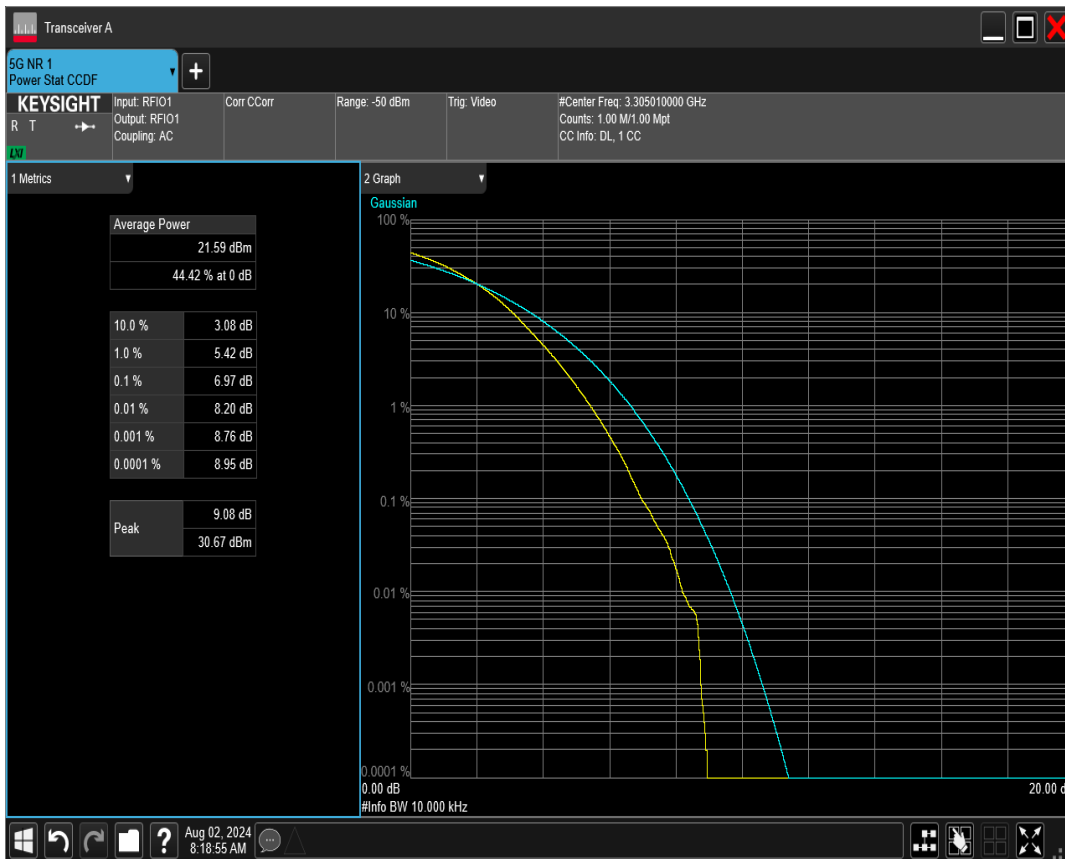 Transceiver A
5G NR 1
Power Stat CCDF
KEYSIGHT
R T
LXI
Input: RFIO1
Output: RFIO1
Coupling: AC
Corr CCorr
Range: -50 dBm
Trig: Video
#Center Freq: 3.305010000 GHz
Counts: 1.00 M/1.00 Mpt
CC Info: DL, 1 CC
1 Metrics
Average Power
21.59 dBm
44.42 % at 0 dB
10.0 % 3.08 dB
1.0 % 5.42 dB
0.1 % 6.97 dB
0.01 % 8.20 dB
0.001 % 8.76 dB
0.0001 % 8.95 dB
Peak
9.08 dB
30.67 dBm
2 Graph
Gaussian
100 %
10 %
1 %
0.1 %
0.01 %
0.001 %
0.0001 %
0.00 dB
20.00 d
#Info BW 10.000 kHz
?
Aug 02, 2024
8:18:55 AM